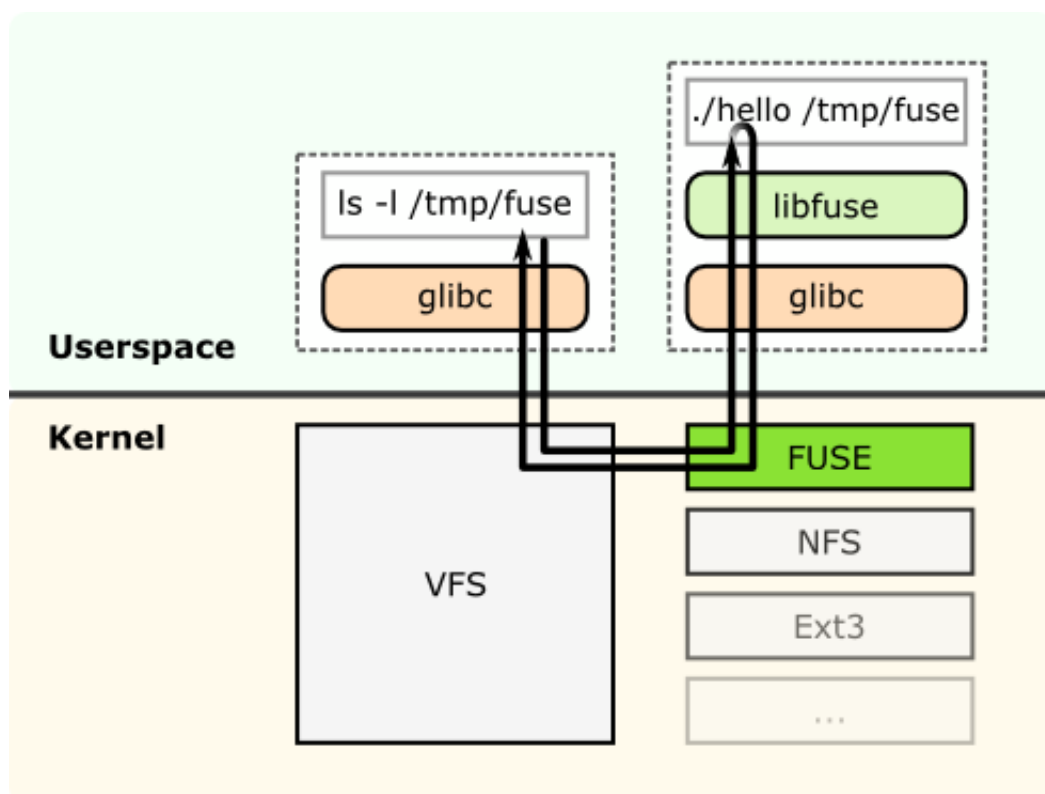 ./hello /tmp/fuse
ls -l /tmp/fuse
libfuse
glibc
glibc
Userspace
Kernel
FUSE
NFS
VFS
Ext3
...